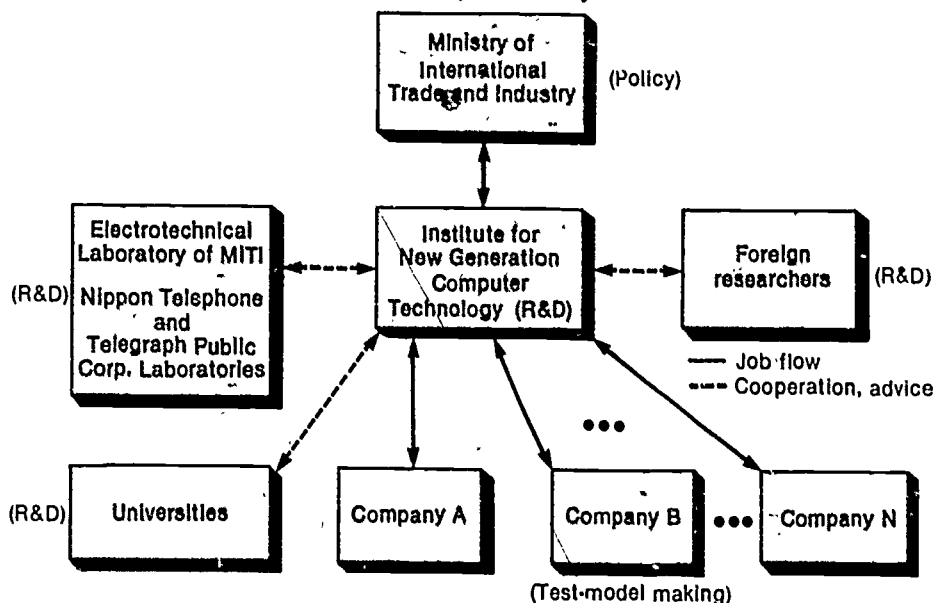 Ministry of
International
Trade and Industry
(Policy)
Electrotechnical
Laboratory of MITI
(R&D)
Nippon Telephone
and
Telegraph Public
Corp. Laboratories
Institute for
New Generation
Computer
Technology (R&D)
Foreign
researchers
(R&D)
Job flow
Cooperation, advice
(R&D)
Universities
Company A
Company B
Company N
(Test-model making)